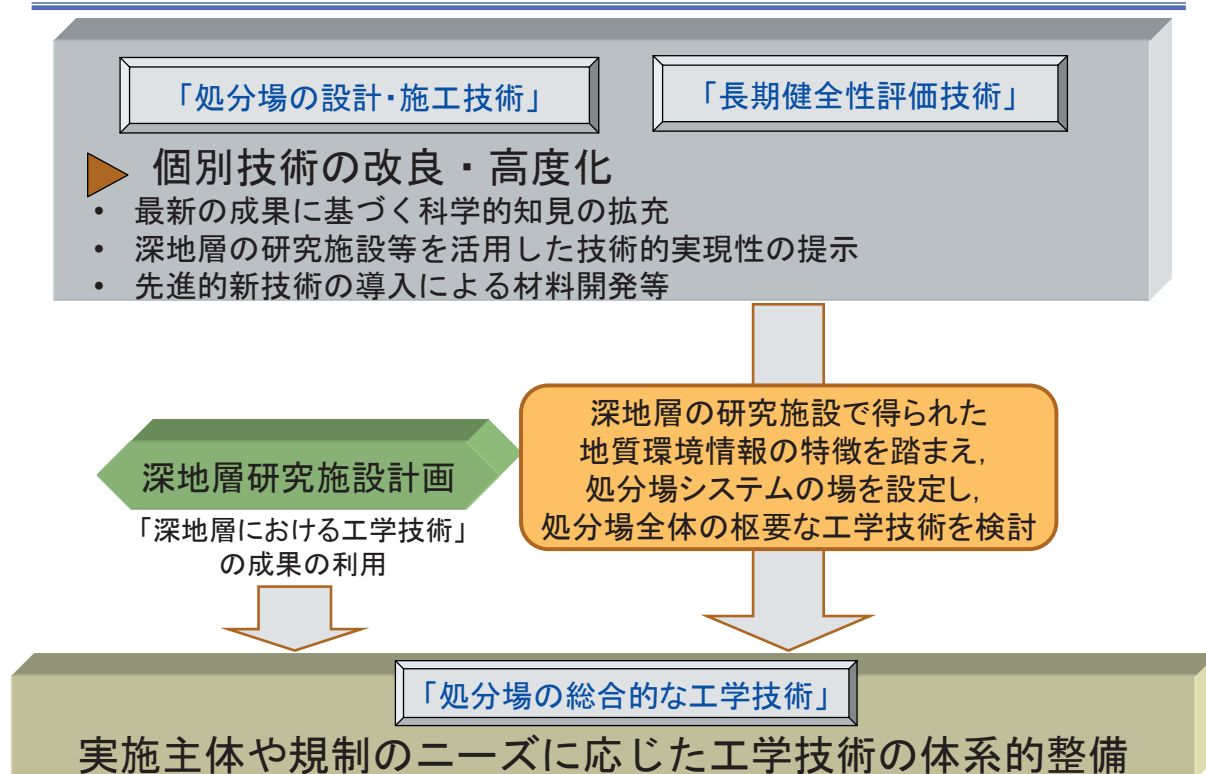 「処分場の設計・施工技術」
「長期健全性評価技術」
個別技術の改良・高度化
• 最新の成果に基づく科学的知見の拡充
• 深地層の研究施設等を活用した技術的実現性の提示
• 先進的新技術の導入による材料開発等
深地層の研究施設で得られた
地質環境情報の特徴を踏まえ,
処分場システムの場を設定し,
処分場全体の枢要な工学技術を検討
深地層研究施設計画
「深地層における工学技術」
の成果の利用
「処分場の総合的な工学技術」
実施主体や規制のニーズに応じた工学技術の体系的整備